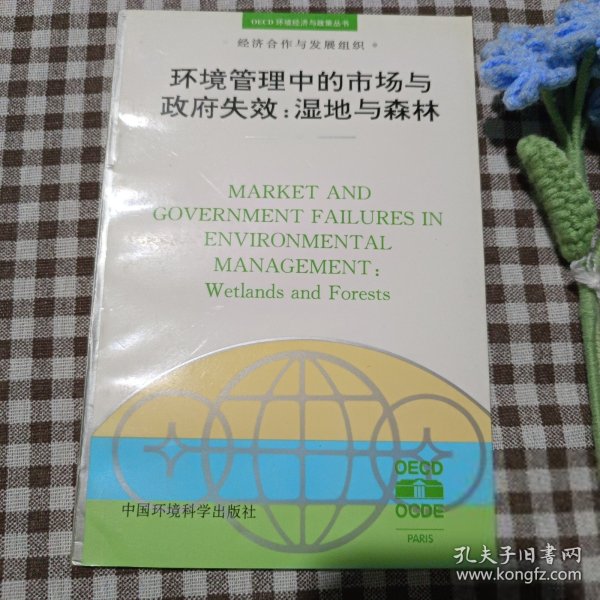 OECD 环境经济与政策丛书
经济合作与发展组织
环境管理中的市场与
政府失效:湿地与森林
MARKET AND
GOVERNMENT FAILURES IN
ENVIRONMENTAL
MANAGEMENT:
Wetlands and Forests
OECD
OCDE
PARIS
中国环境科学出版社
孔夫子旧书网
www.kongfz.com